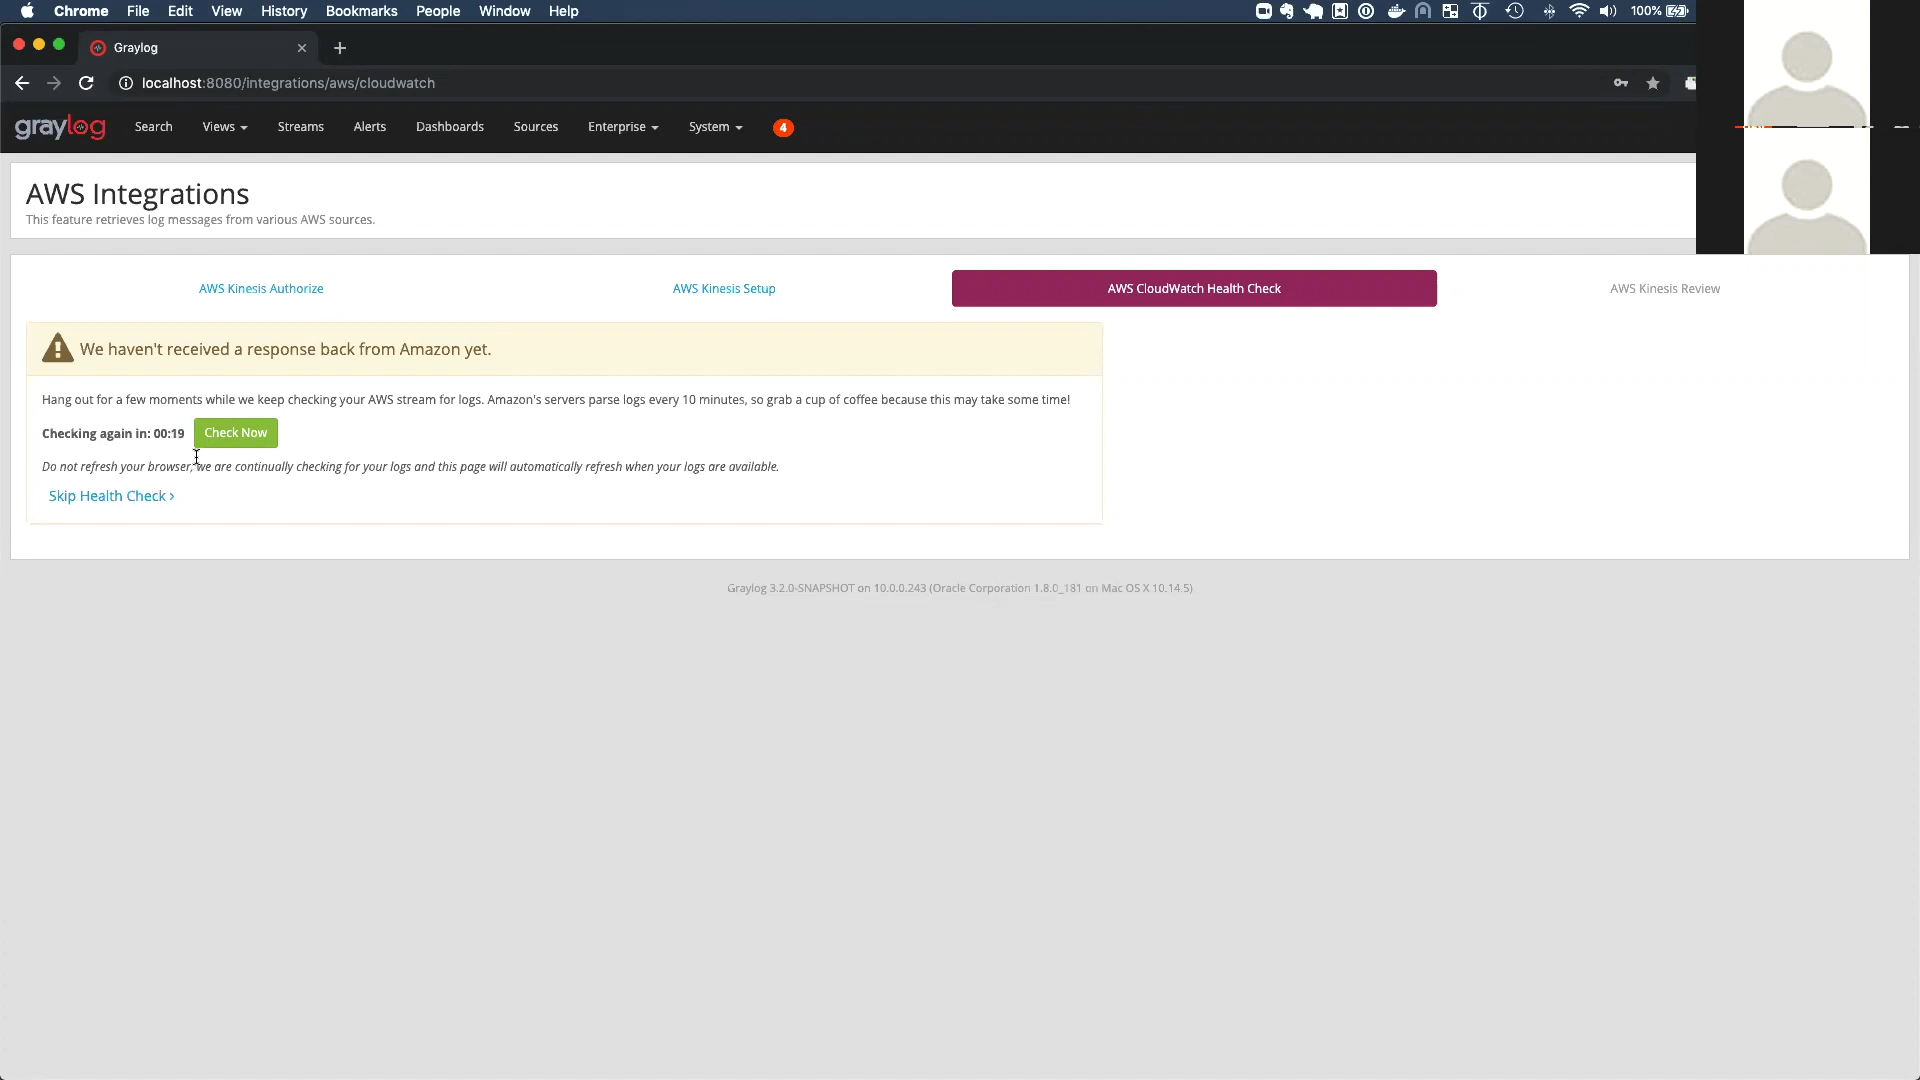 Chrome File Edit View History Bookmarks People Window Help 100%
Graylog
localhost:8080/integrations/aws/cloudwatch
graylog Search Views Streams Alerts Dashboards Sources Enterprise System 4
AWS Integrations
This feature retrieves log messages from various AWS sources.
AWS Kinesis Authorize AWS Kinesis Setup AWS CloudWatch Health Check AWS Kinesis Review
We haven't received a response back from Amazon yet.
Hang out for a few moments while we keep checking your AWS stream for logs. Amazon's servers parse logs every 10 minutes, so grab a cup of coffee because this may take some time!
Checking again in: 00:19 Check Now
Do not refresh your browser, we are continually checking for your logs and this page will automatically refresh when your logs are available.
Skip Health Check ›
Graylog 3.2.0-SNAPSHOT on 10.0.0.243 (Oracle Corporation 1.8.0_181 on Mac OS X 10.14.5)